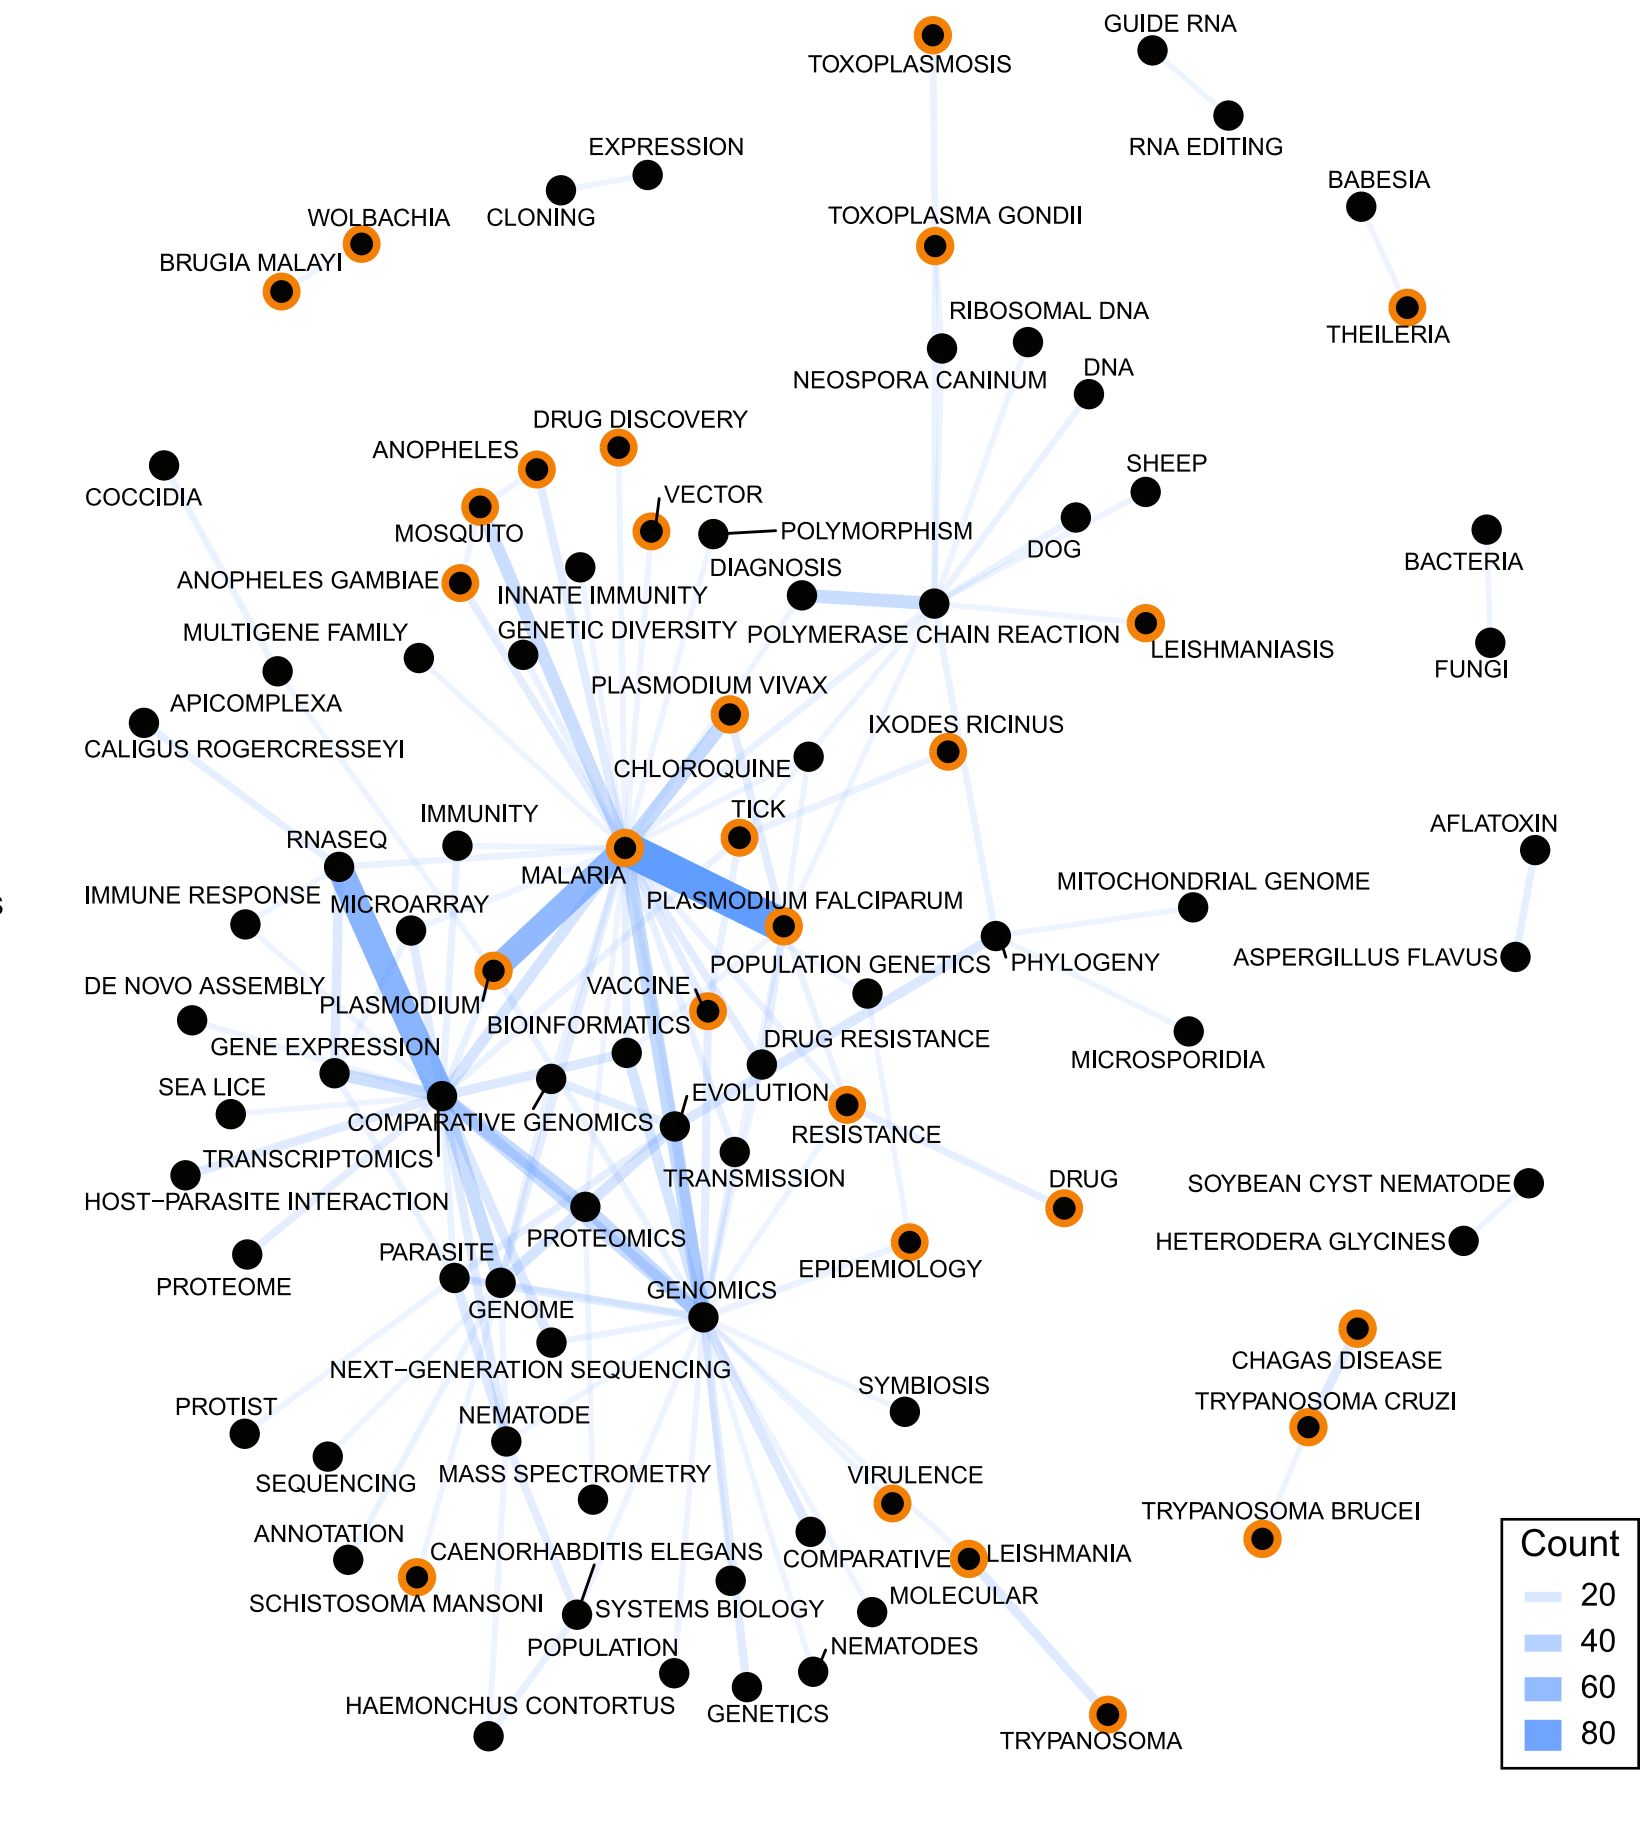 GUIDE RNA
TOXOPLASMOSIS
RNA EDITING
EXPRESSION
BABESIA
WOLBACHIA
CLONING
TOXOPLASMA GONDII
BRUGIA MALAYI
RIBOSOMAL DNA
THEILERIA
DNA
NEOSPORA CANINUM
DRUG DISCOVERY
ANOPHELES
SHEEP
COCCIDIA
VECTOR
MOSQUITO
POLYMORPHISM
DOG
BACTERIA
DIAGNOSIS
ANOPHELES GAMBIAE
INNATE IMMUNITY
MULTIGENE FAMILY
GENETIC DIVERSITY
POLYMERASE CHAIN REACTION
LEISHMANIASIS
FUNGI
PLASMODIUM VIVAX
APICOMPLEXA
IXODES RICINUS
CALIGUS ROGERCRESSEYI
CHLOROQUINE
TICK
IMMUNITY
AFLATOXIN
RNASEQ
MALARIA
MITOCHONDRIAL GENOME
IMMUNE RESPONSE
MICROARRAY
PLASMODIUM FALCIPARUM
S
ASPERGILLUS FLAVUS
POPULATION GENETICS
PHYLOGENY
DE NOVO ASSEMBLY
VACCINE
PLASMODIUM
BIOINFORMATICS
DRUG RESISTANCE
GENE EXPRESSION
MICROSPORIDIA
SEA LICE
EVOLUTION
COMPARATIVE GENOMICS
RESISTANCE
TRANSCRIPTOMICS
TRANSMISSION
DRUG
SOYBEAN CYST NEMATODE
HOST−PARASITE INTERACTION
PROTEOMICS
HETERODERA GLYCINES
PARASITE
EPIDEMIOLOGY
PROTEOME
GENOMICS
GENOME
CHAGAS DISEASE
NEXT−GENERATION SEQUENCING
SYMBIOSIS
TRYPANOSOMA CRUZI
PROTIST
NEMATODE
SEQUENCING
MASS SPECTROMETRY
VIRULENCE
TRYPANOSOMA BRUCEI
ANNOTATION
CAENORHABDITIS ELEGANS
COMPARATIVE
LEISHMANIA
MOLECULAR
SCHISTOSOMA MANSONI
SYSTEMS BIOLOGY
POPULATION
NEMATODES
HAEMONCHUS CONTORTUS
GENETICS
TRYPANOSOMA
Count
20
40
60
80